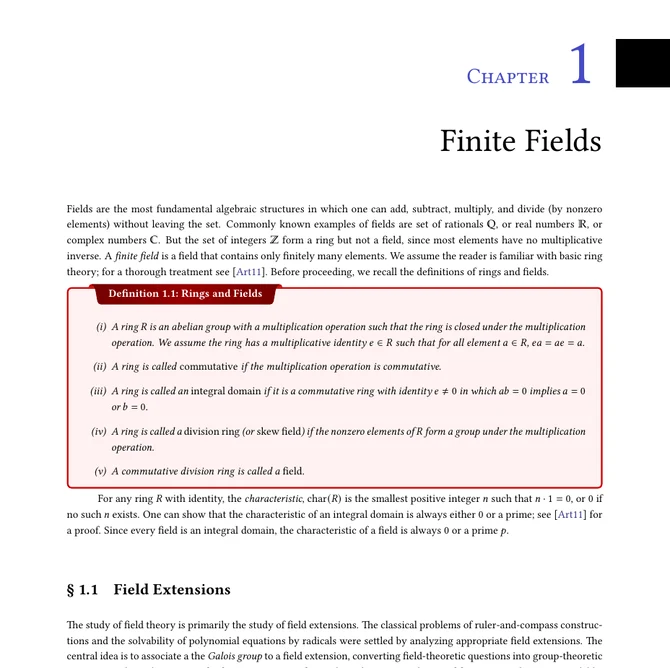 CHAPTER 1
Finite Fields
Fields are the most fundamental algebraic structures in which one can add, subtract, multiply, and divide (by nonzero
elements) without leaving the set. Commonly known examples of fields are set of rationals ℚ, or real numbers ℝ, or
complex numbers ℂ. But the set of integers ℤ form a ring but not a field, since most elements have no multiplicative
inverse. A finite field is a field that contains only finitely many elements. We assume the reader is familiar with basic ring
theory; for a thorough treatment see [Art11]. Before proceeding, we recall the definitions of rings and fields.
Definition 1.1: Rings and Fields
(i) A ring R is an abelian group with a multiplication operation such that the ring is closed under the multiplication
operation. We assume the ring has a multiplicative identity e ∈ R such that for all element a ∈ R, ea = ae = a.
(ii) A ring is called commutative if the multiplication operation is commutative.
(iii) A ring is called an integral domain if it is a commutative ring with identity e ≠ 0 in which ab = 0 implies a = 0
or b = 0.
(iv) A ring is called a division ring (or skew field) if the nonzero elements of R form a group under the multiplication
operation.
(v) A commutative division ring is called a field.
For any ring R with identity, the characteristic, char(R) is the smallest positive integer n such that n · 1 = 0, or 0 if
no such n exists. One can show that the characteristic of an integral domain is always either 0 or a prime; see [Art11] for
a proof. Since every field is an integral domain, the characteristic of a field is always 0 or a prime p.
§ 1.1 Field Extensions
The study of field theory is primarily the study of field extensions. The classical problems of ruler-and-compass construc-
tions and the solvability of polynomial equations by radicals were settled by analyzing appropriate field extensions. The
central idea is to associate a the Galois group to a field extension, converting field-theoretic questions into group-theoretic